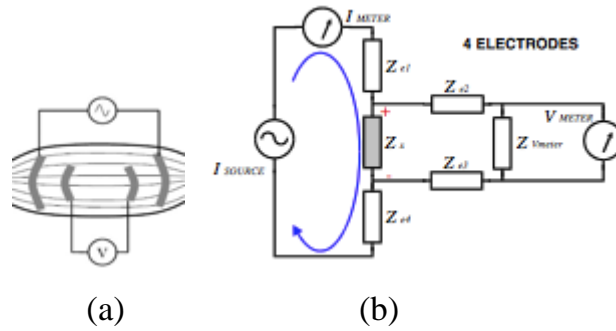 I METER
4 ELECTRODES
Z e1
Z e2
+
V METER
Z x
Z Vmeter
I SOURCE
-
Z e3
Z e4
V
(a)
(b)